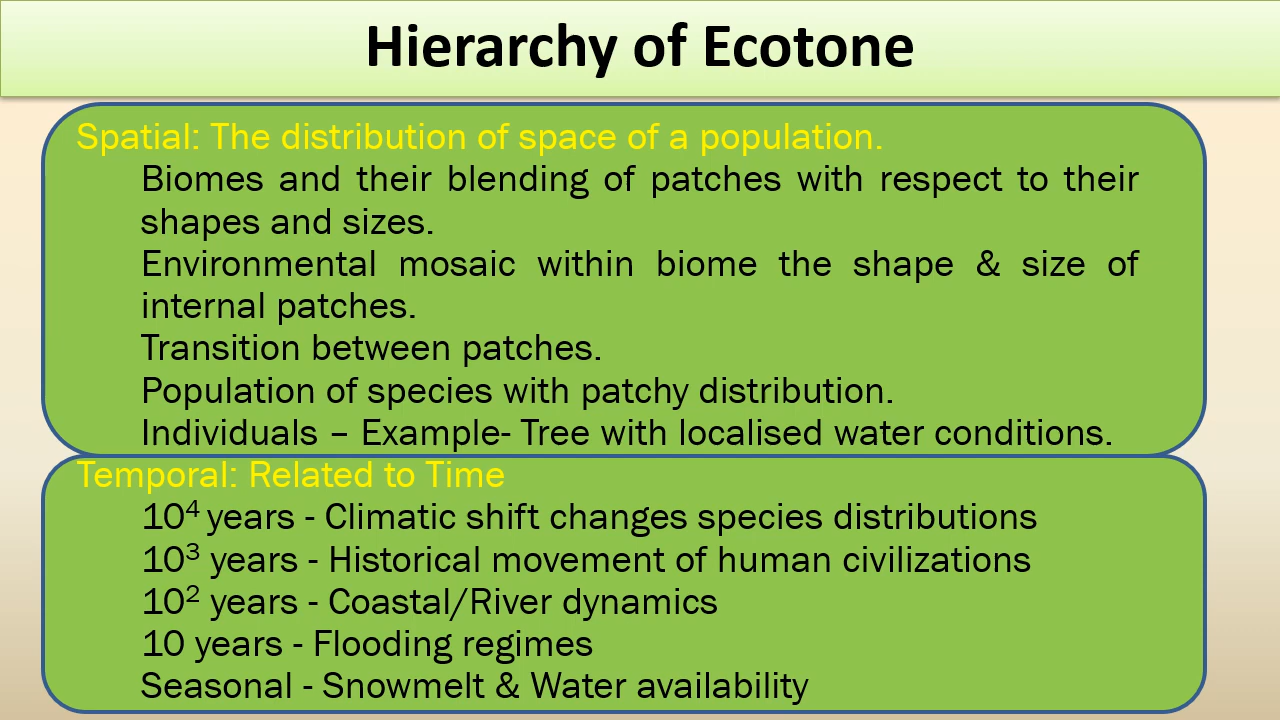 Hierarchy of Ecotone
Spatial: The distribution of space of a population.
Biomes and their blending of patches with respect to their
shapes and sizes.
Environmental mosaic within biome the shape & size of
internal patches.
Transition between patches.
Population of species with patchy distribution.
Individuals – Example- Tree with localised water conditions.
Temporal: Related to Time
10⁴ years - Climatic shift changes species distributions
10³ years - Historical movement of human civilizations
10² years - Coastal/River dynamics
10 years - Flooding regimes
Seasonal - Snowmelt & Water availability